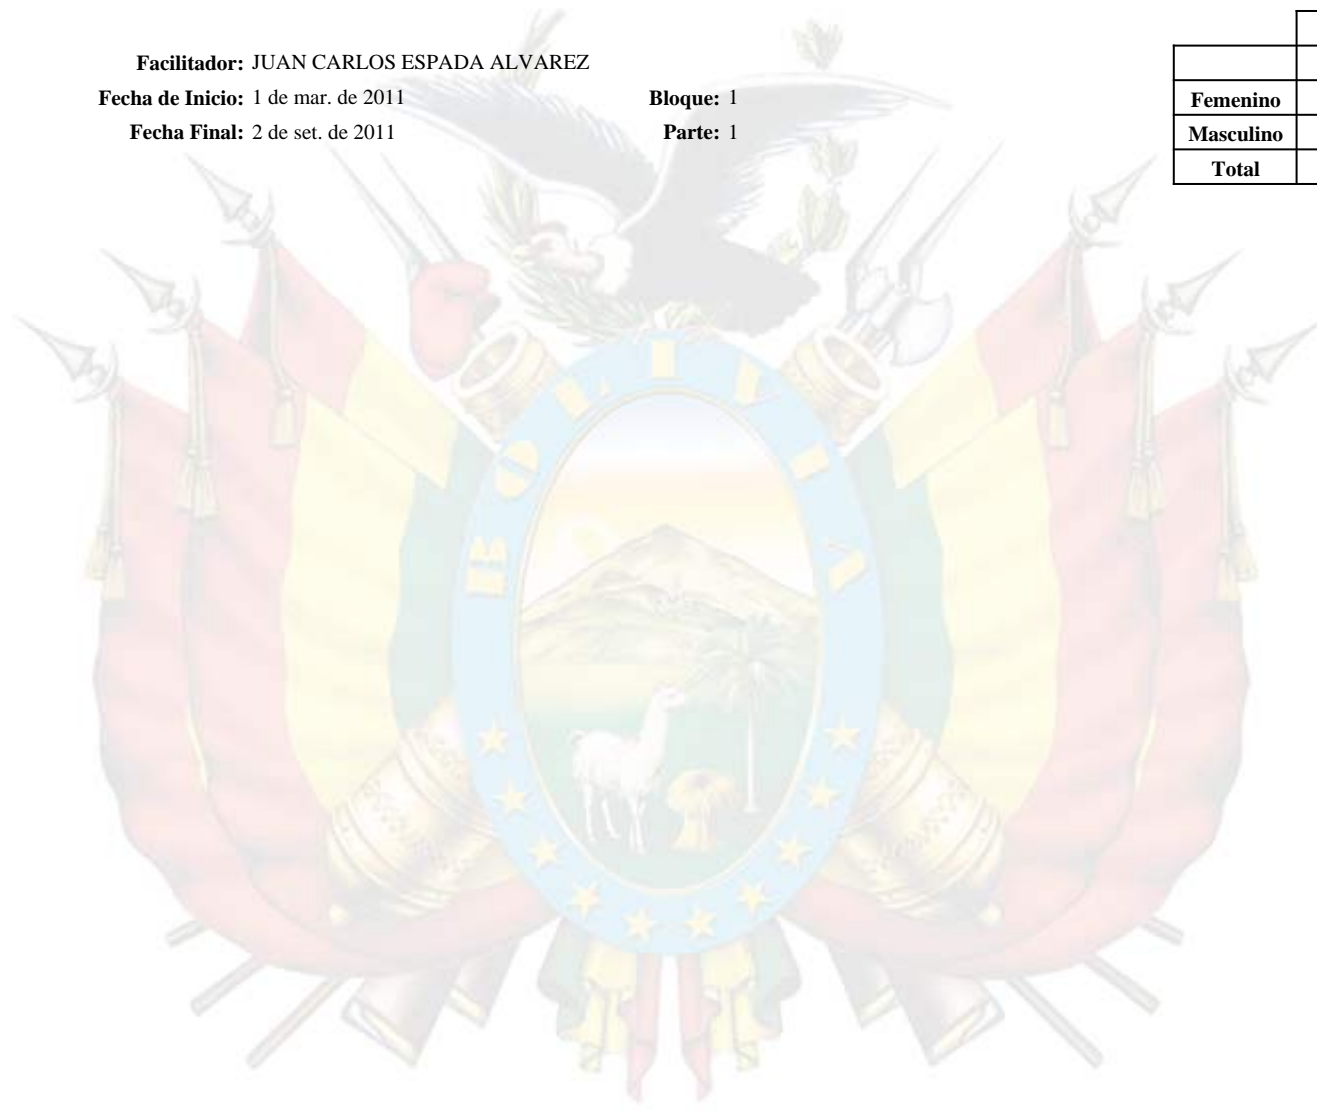 Facilitador: JUAN CARLOS ESPADA ALVAREZ
Fecha de Inicio: 1 de mar. de 2011 Bloque: 1
Fecha Final: 2 de set. de 2011 Parte: 1
Femenino
Masculino
Total
BOLIVIA